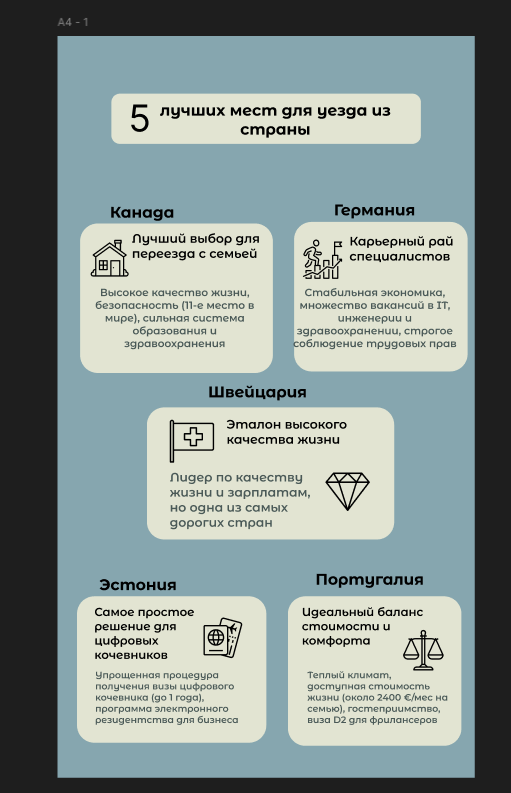 A4 - 1
5 лучших мест для уезда из
страны
Канада
Лучший выбор для
переезда с семьей
Высокое качество жизни,
безопасность (11-е место в
мире), сильная система
образования и
здравоохранения
Германия
Карьерный рай
специалистов
Стабильная экономика,
множество вакансий в IT,
инженерии и
здравоохранении, строгое
соблюдение трудовых прав
Швейцария
Эталон высокого
качества жизни
Лидер по качеству
жизни и зарплатам,
но одна из самых
дорогих стран
Эстония
Самое простое
решение для
цифровых
кочевников
Упрощенная процедура
получения визы цифрового
кочевника (до 1 года),
программа электронного
резидентства для бизнеса
Португалия
Идеальный баланс
стоимости и
комфорта
Теплый климат,
доступная стоимость
жизни (около 2400 €/мес на
семью), гостеприимство,
виза D2 для фрилансеров